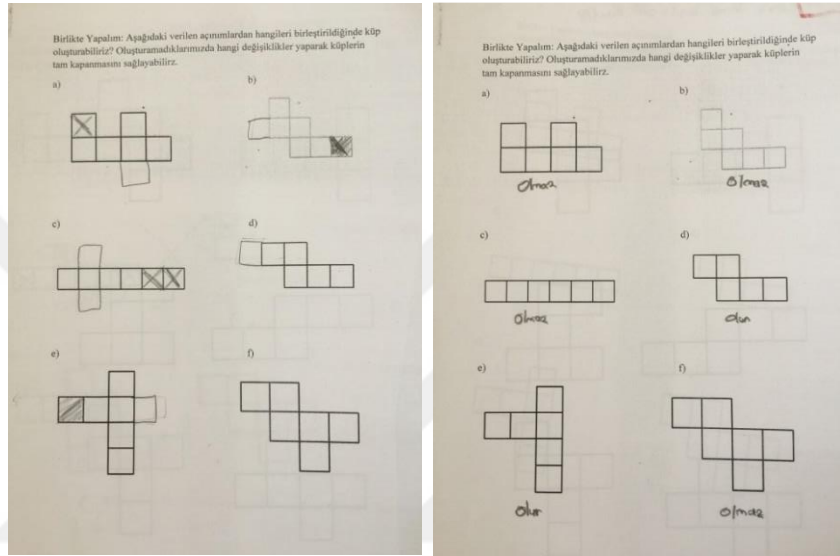 Birlikte Yapalım: Aşağıdaki verilen açınımlardan hangileri birleştirildiğinde küp
oluşturabiliriz? Oluşturamadıklarımızda hangi değişiklikler yaparak küplerin
tam kapanmasını sağlayabilirz.
a)
b)
c)
d)
e)
f)
Birlikte Yapalım: Aşağıdaki verilen açınımlardan hangileri birleştirildiğinde küp
oluşturabiliriz? Oluşturamadıklarımızda hangi değişiklikler yaparak küplerin
tam kapanmasını sağlayabilirz.
a)
b)
Olmaz
Olmaz
c)
d)
Olmaz
Olur
e)
f)
Olur
Olmaz